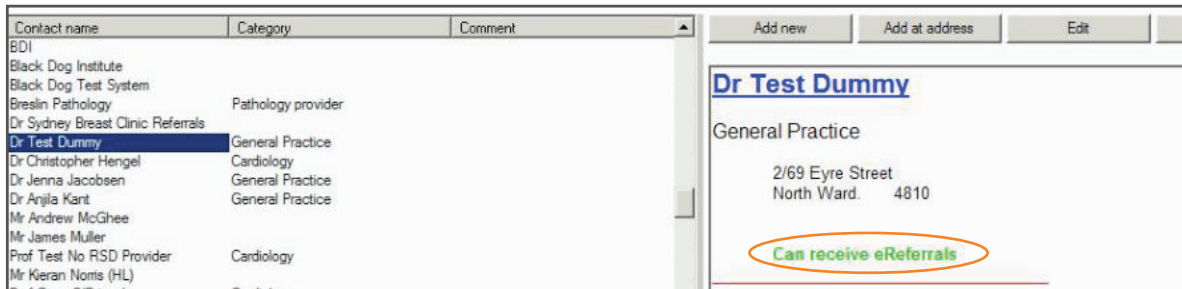 Contact name Category Comment
BDI
Black Dog Institute
Black Dog Test System
Breslin Pathology Pathology provider
Dr Sydney Breast Clinic Referrals
Dr Test Dummy General Practice
Dr Christopher Hengel Cardiology
Dr Jenna Jacobsen General Practice
Dr Anjila Kant General Practice
Mr Andrew McGhee
Mr James Muller
Prof Test No RSD Provider Cardiology
Mr Kieran Norris (HL)
Add new Add at address Edit
Dr Test Dummy
General Practice
2/69 Eyre Street
North Ward. 4810
Can receive eReferrals